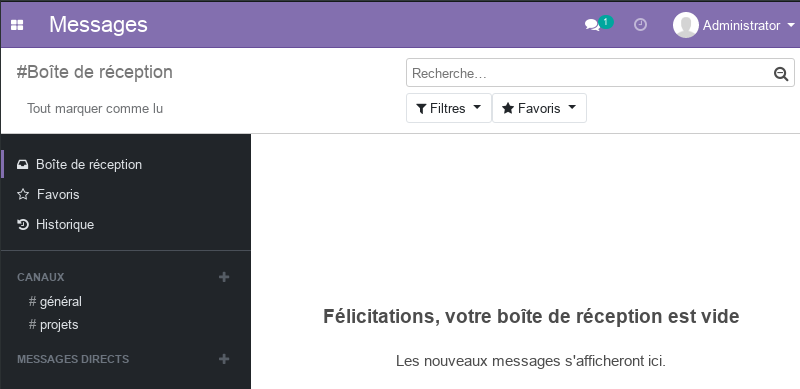 Messages
1
Administrator
#Boîte de réception
Recherche...
Tout marquer comme lu
Filtres
Favoris
Boîte de réception
Favoris
Historique
CANAUX
# général
# projets
MESSAGES DIRECTS
Félicitations, votre boîte de réception est vide
Les nouveaux messages s'afficheront ici.